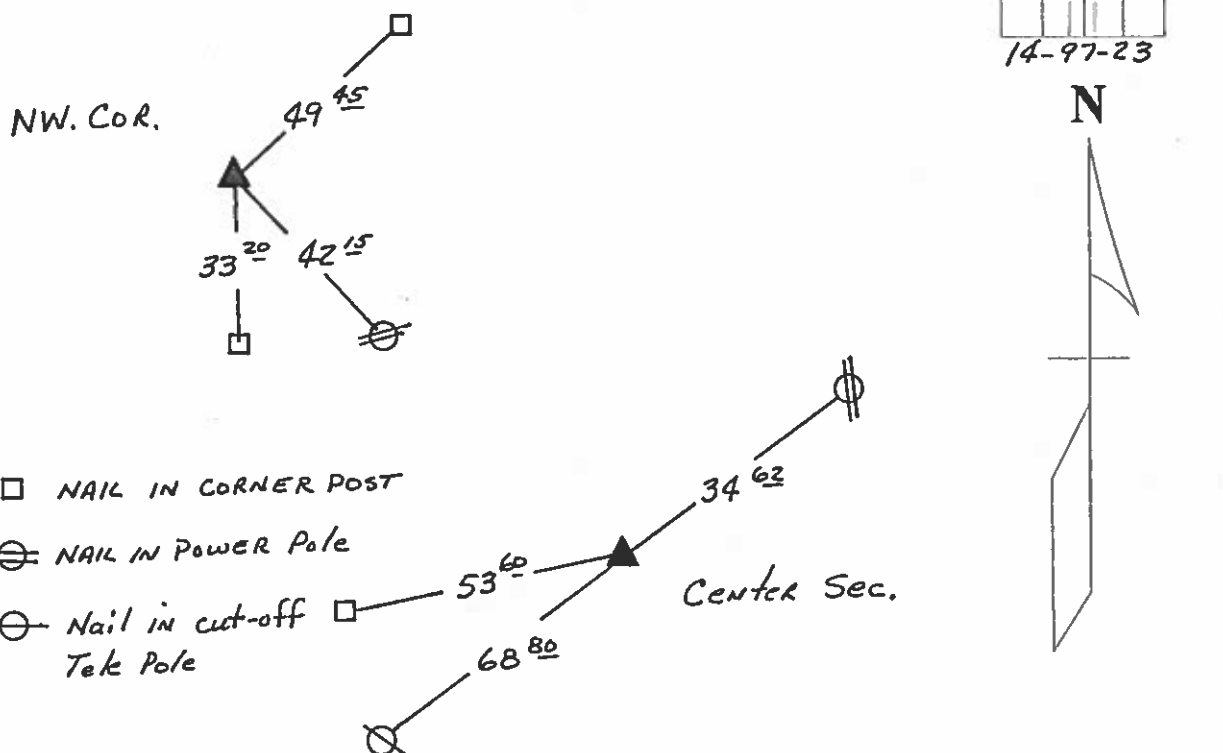 14-97-23
N
NW. COR.
49 45
33 20
42 15
NAIL IN CORNER POST
NAIL IN POWER Pole
Nail in cut-off
Tele Pole
34 62
53 60
Center Sec.
68 80